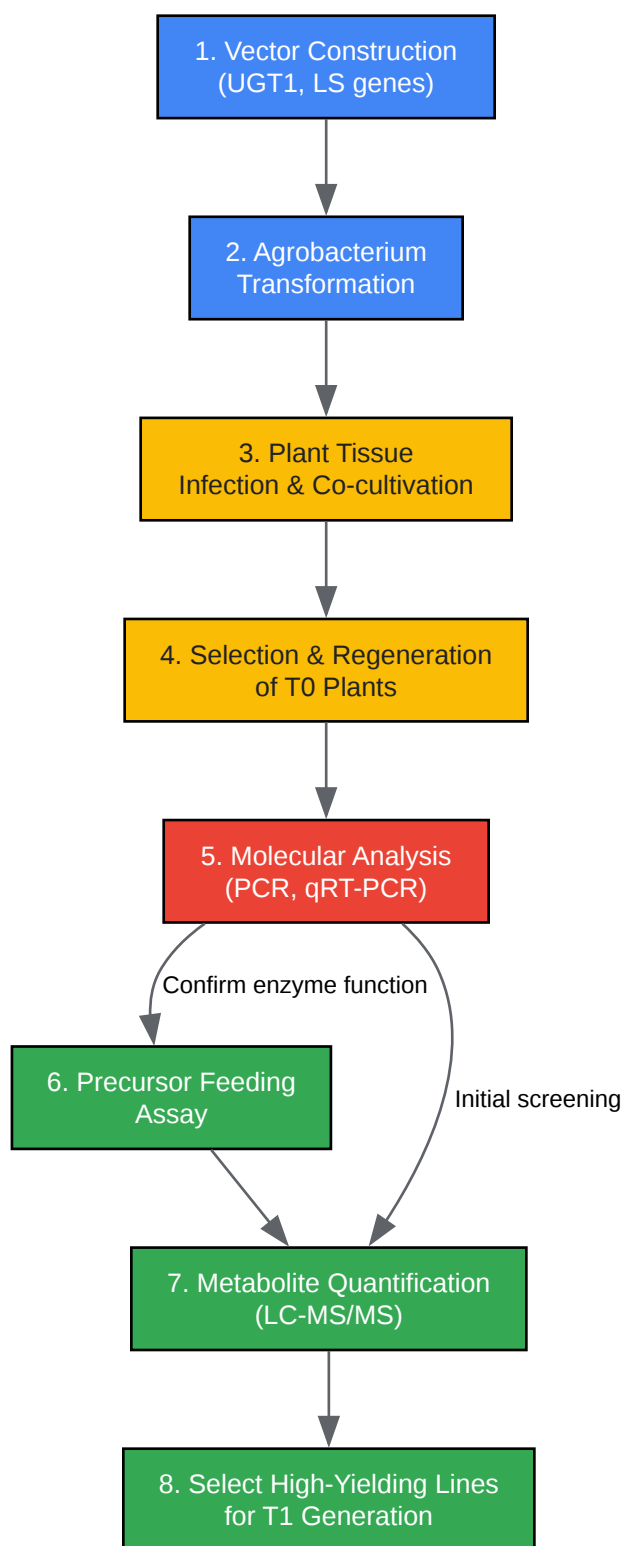 1. Vector Construction
(UGT1, LS genes)
2. Agrobacterium
Transformation
3. Plant Tissue
Infection & Co-cultivation
4. Selection & Regeneration
of T0 Plants
5. Molecular Analysis
(PCR, qRT-PCR)
Confirm enzyme function
6. Precursor Feeding
Assay
Initial screening
7. Metabolite Quantification
(LC-MS/MS)
8. Select High-Yielding Lines
for T1 Generation